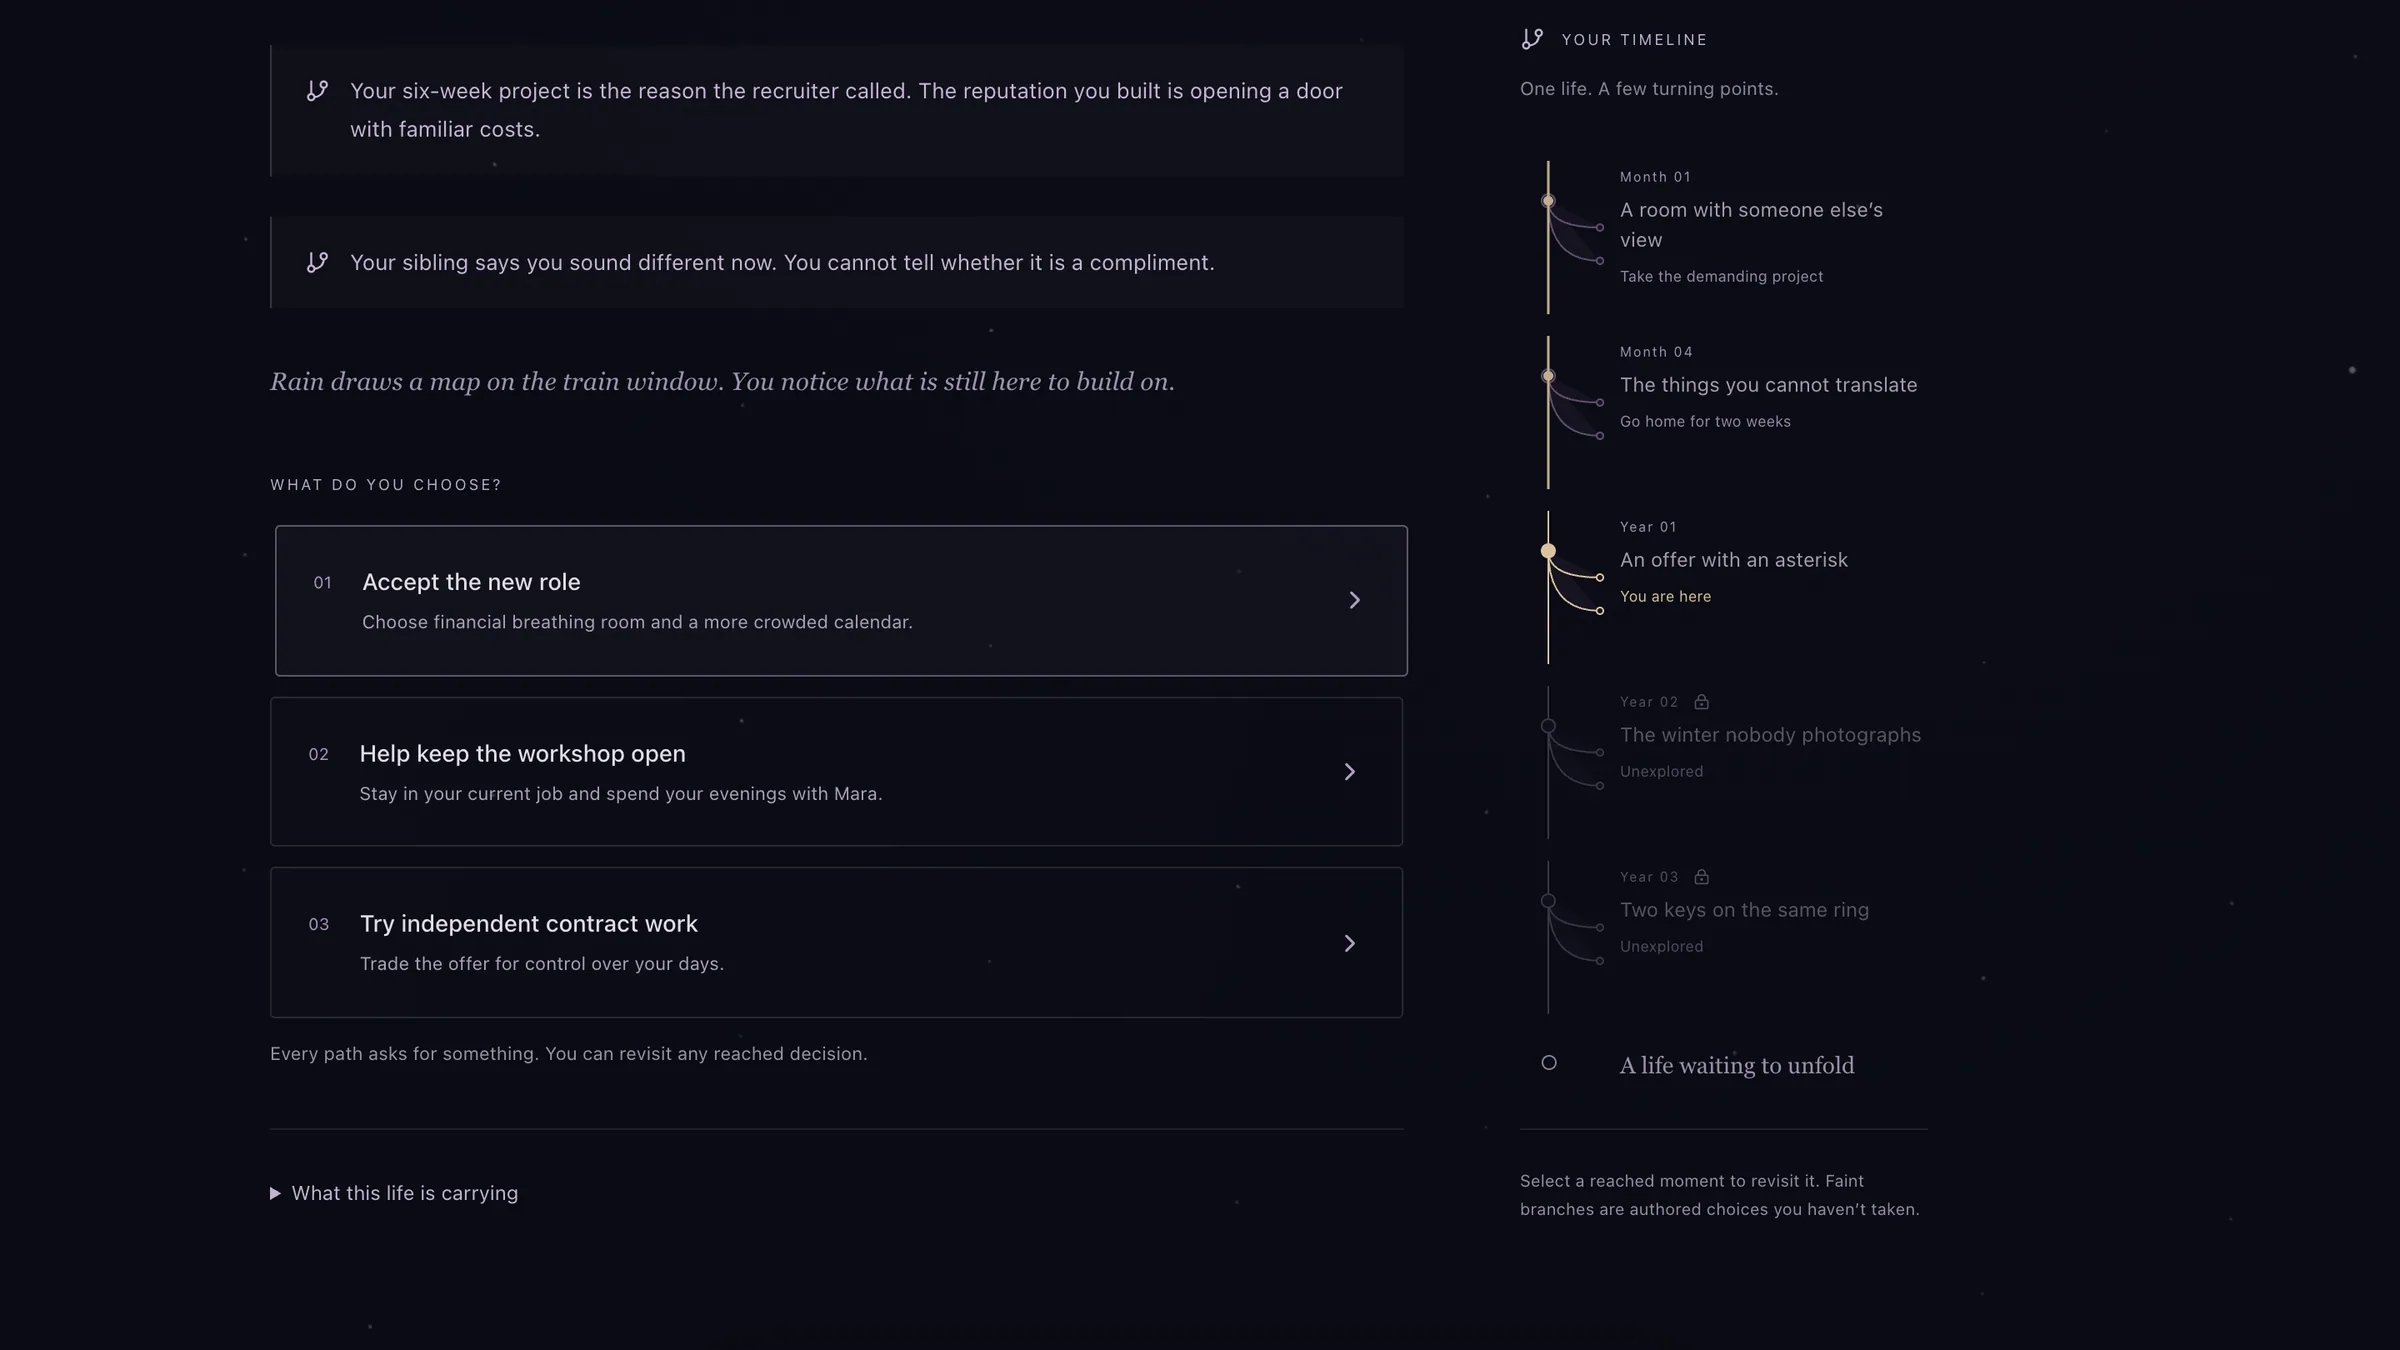 Your six-week project is the reason the recruiter called. The reputation you built is opening a door
with familiar costs.
Your sibling says you sound different now. You cannot tell whether it is a compliment.
Rain draws a map on the train window. You notice what is still here to build on.
WHAT DO YOU CHOOSE?
01
Accept the new role
Choose financial breathing room and a more crowded calendar.
02
Help keep the workshop open
Stay in your current job and spend your evenings with Mara.
03
Try independent contract work
Trade the offer for control over your days.
Every path asks for something. You can revisit any reached decision.
What this life is carrying
YOUR TIMELINE
One life. A few turning points.
Month 01
A room with someone else’s
view
Take the demanding project
Month 04
The things you cannot translate
Go home for two weeks
Year 01
An offer with an asterisk
You are here
Year 02
The winter nobody photographs
Unexplored
Year 03
Two keys on the same ring
Unexplored
A life waiting to unfold
Select a reached moment to revisit it. Faint
branches are authored choices you haven’t taken.